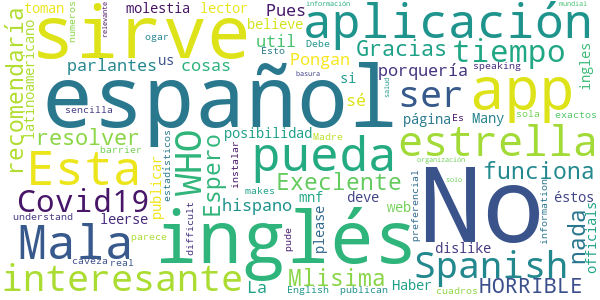 información
mundial
toman
molestia
lector
Pues
numeros
sirve
aplicación
relevante
believe
Esto
Debe
ogar
util
Gracias
tiempo
latinoamericano
recomendaría
parlantes
us
cosas
Pongan
ingles
basura
speaking
español
si
porquería
sé
app
ser
salud
sencilla
resolver
posibilidad
página
Es
Many
sola
exactos
barrier
WHO
Madre
estrella
Esta
estadísticos
instalar
pueda
funciona
organización
publicar
Espero
Execlente
solo
Covid19
leerse
hispano
mnf
deve
web
preferencial
éstos
No
understand
makes
inglés
please
dislike
information
nada
officials
Mala
difficult
pude
parece
Haber
Spanish
caveza
real
interesante
La
English
Mlisima
publican
cuadros
HORRIBLE